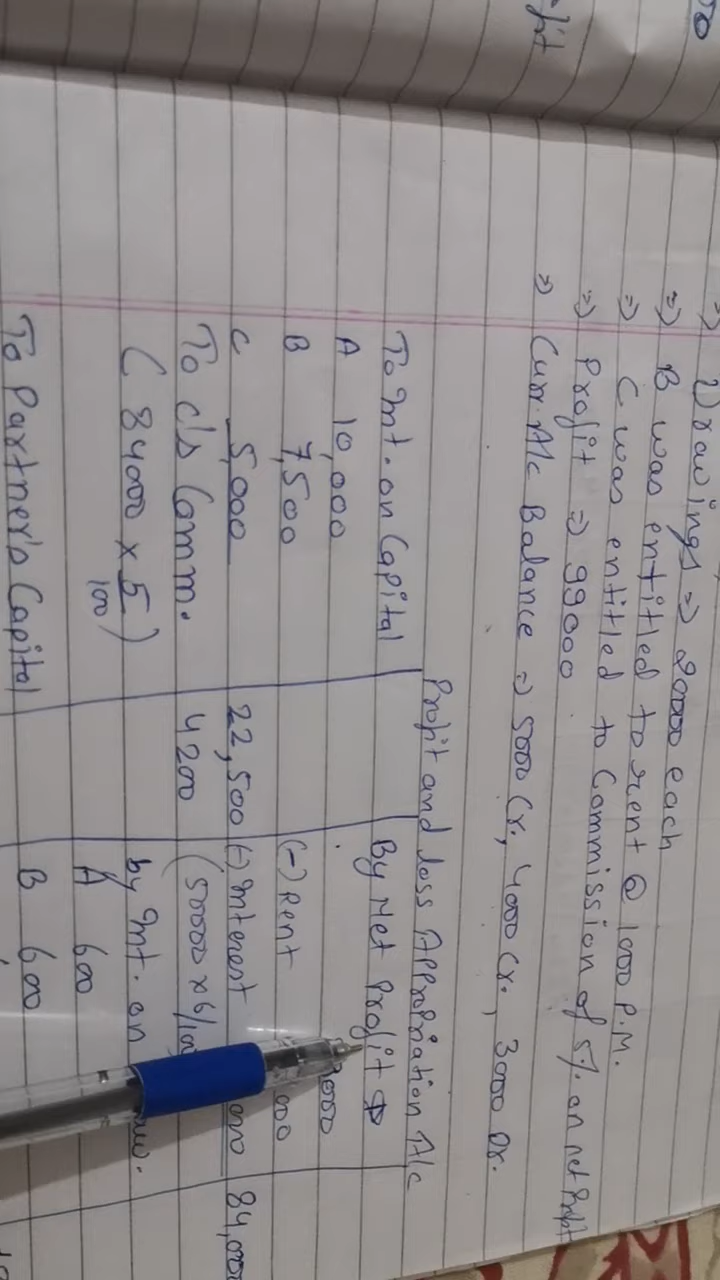 ⇒ Drawings ⇒ 20000 each
⇒ B was entitled to rent @ 1000 P.M.
⇒ C was entitled to Commission of 5% on net Profit
⇒ Profit ⇒ 99000
⇒ Curr. A/c Balance ⇒ 5000 Cr, 4000 Cr., 3000 Dr.
Profit and loss Appropriation A/c
To Int. on Capital By Net Profit
A 10,000
B 7,500 (-) Rent
C 5,000 22,500 (-) Interest 84,000
To C's Comm. 4200 (50000 x 6/100
(84000 x 5/100) by Int. on
A 600
To Partner's Capital B 600